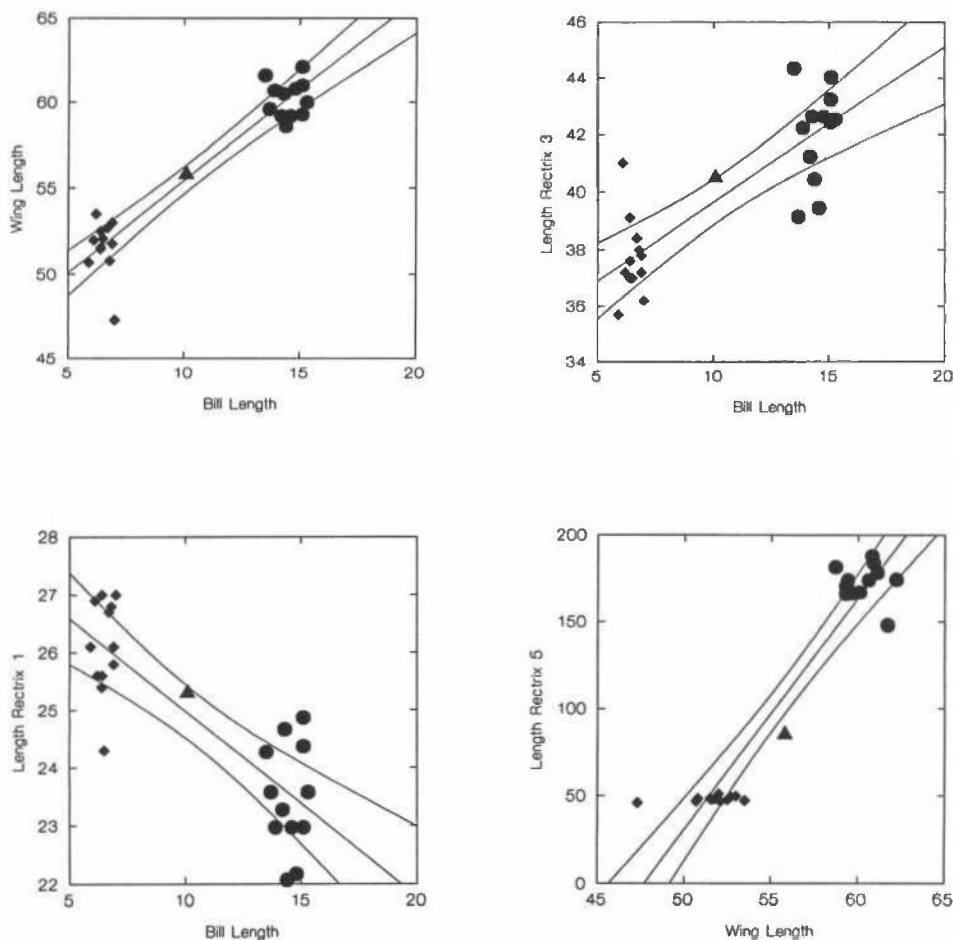 65
60
55
50
45
Wing Length
5 10 15 20
Bill Length
46
44
42
40
38
36
34
Length Rectrix 3
5 10 15 20
Bill Length
28
27
26
25
24
23
22
Length Rectrix 1
5 10 15 20
Bill Length
200
150
100
50
0
Length Rectrix 5
45 50 55 60 65
Wing Length